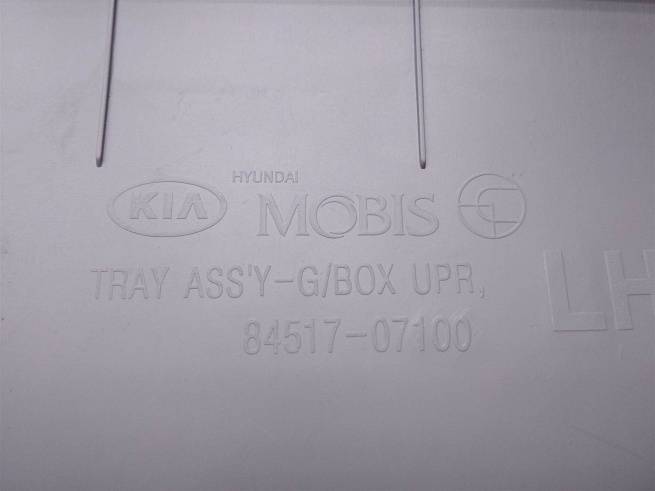 HYUNDAI
KIA MOBIS
TRAY ASS'Y-G/BOX UPR,
84517-07100
LH